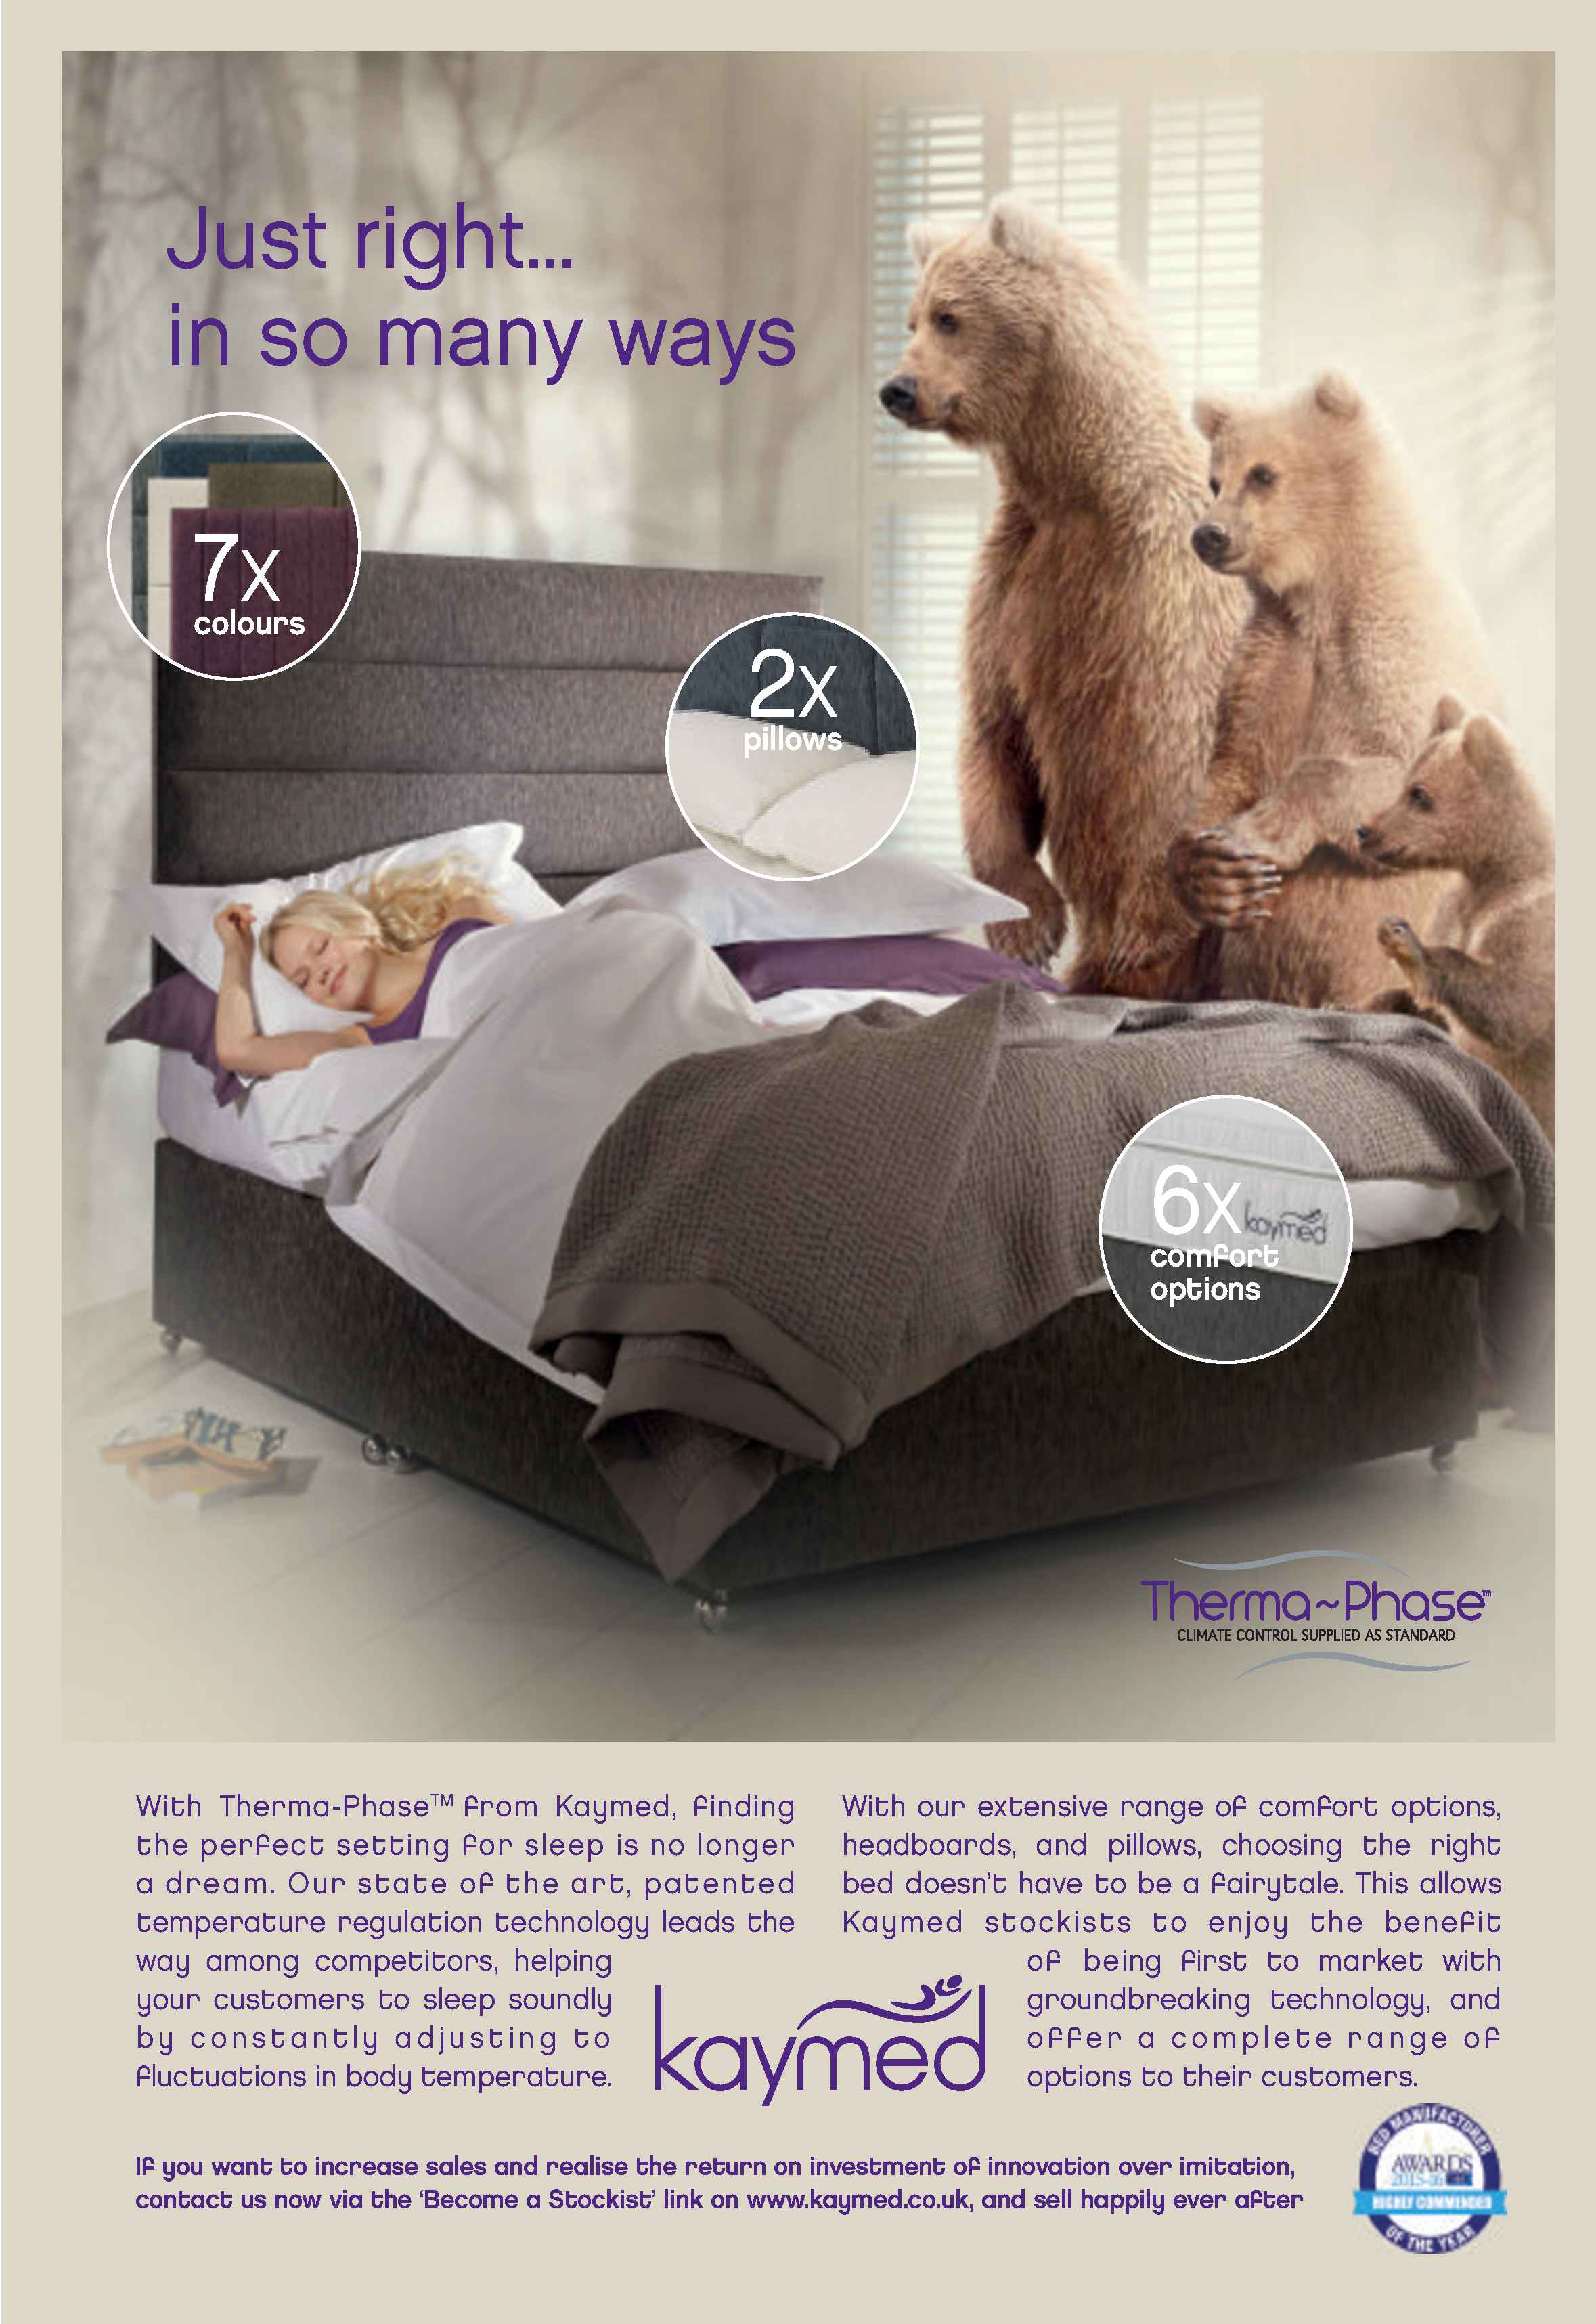 Just right...
in so many ways
7x
colours
2x
pillows
6x
kaymed
comfort
options
Therma~Phase™
CLIMATE CONTROL SUPPLIED AS STANDARD
With Therma-Phase™ from Kaymed, finding
the perfect setting for sleep is no longer
a dream. Our state of the art, patented
temperature regulation technology leads the
way among competitors, helping
your customers to sleep soundly
by constantly adjusting to
fluctuations in body temperature.
With our extensive range of comfort options,
headboards, and pillows, choosing the right
bed doesn't have to be a fairytale. This allows
Kaymed stockists to enjoy the benefit
of being first to market with
groundbreaking technology, and
offer a complete range of
options to their customers.
kaymed
If you want to increase sales and realise the return on investment of innovation over imitation,
contact us now via the ‘Become a Stockist’ link on www.kaymed.co.uk, and sell happily ever after
BED MANUFACTURER
AWARDS
2015-16
HIGHLY COMMENDED
OF THE YEAR